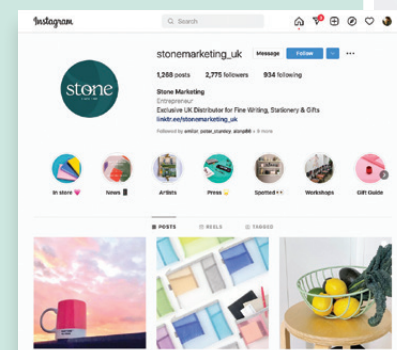 Instagram
Search
stonemarketing_uk Message Follow
1,268 posts 2,775 followers 934 following
Stone Marketing
Entrepreneur
Exclusive UK Distributor for Fine Writing, Stationery & Gifts
linktr.ee/stonemarketing_uk
Followed by
stone
In store News Artists Press Spotted Workshops Gift Guide
POSTS REELS TAGGED